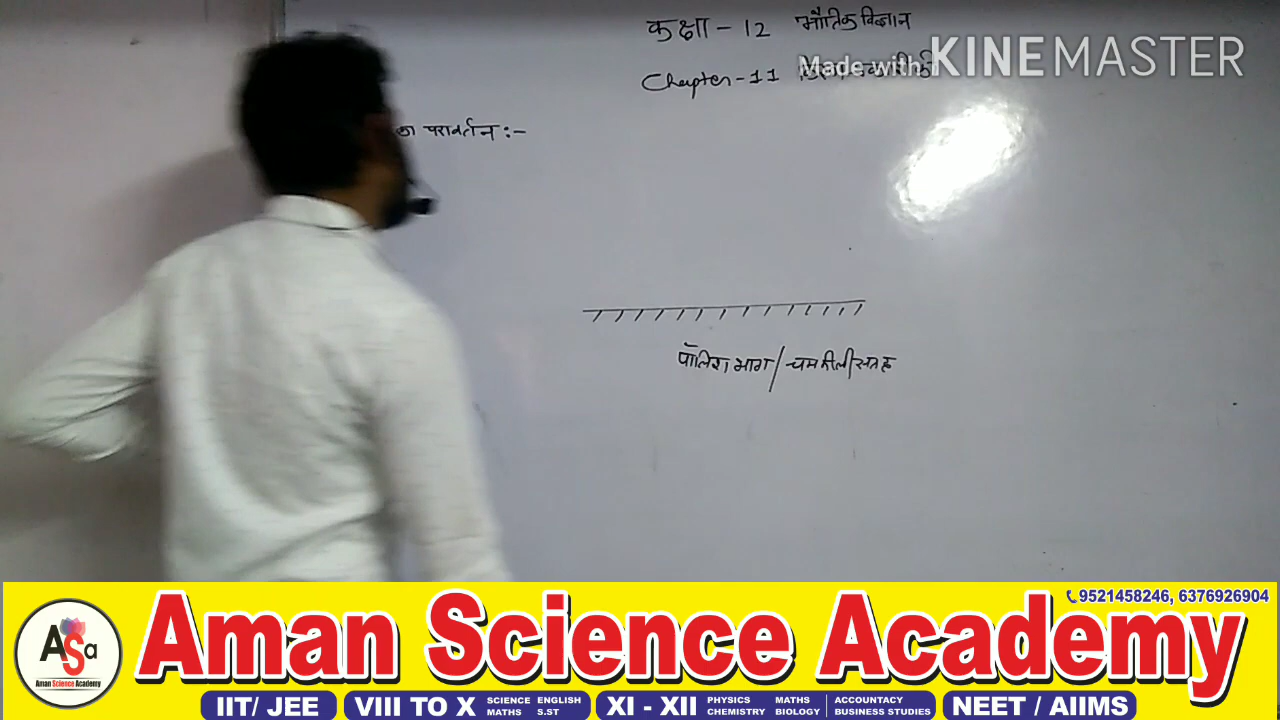 कक्षा - 12 भौतिक विज्ञान
Made with KINEMASTER
Chapter - 11
का परावर्तन :-
पॉलिश भाग / चमकीली सतह
9521458246, 6376926904
ASa
Aman Science Academy
Aman Science Academy
IIT/ JEE
VIII TO X
SCIENCE ENGLISH
MATHS S.ST
XI - XII
PHYSICS MATHS
CHEMISTRY BIOLOGY
ACCOUNTACY
BUSINESS STUDIES
NEET / AIIMS